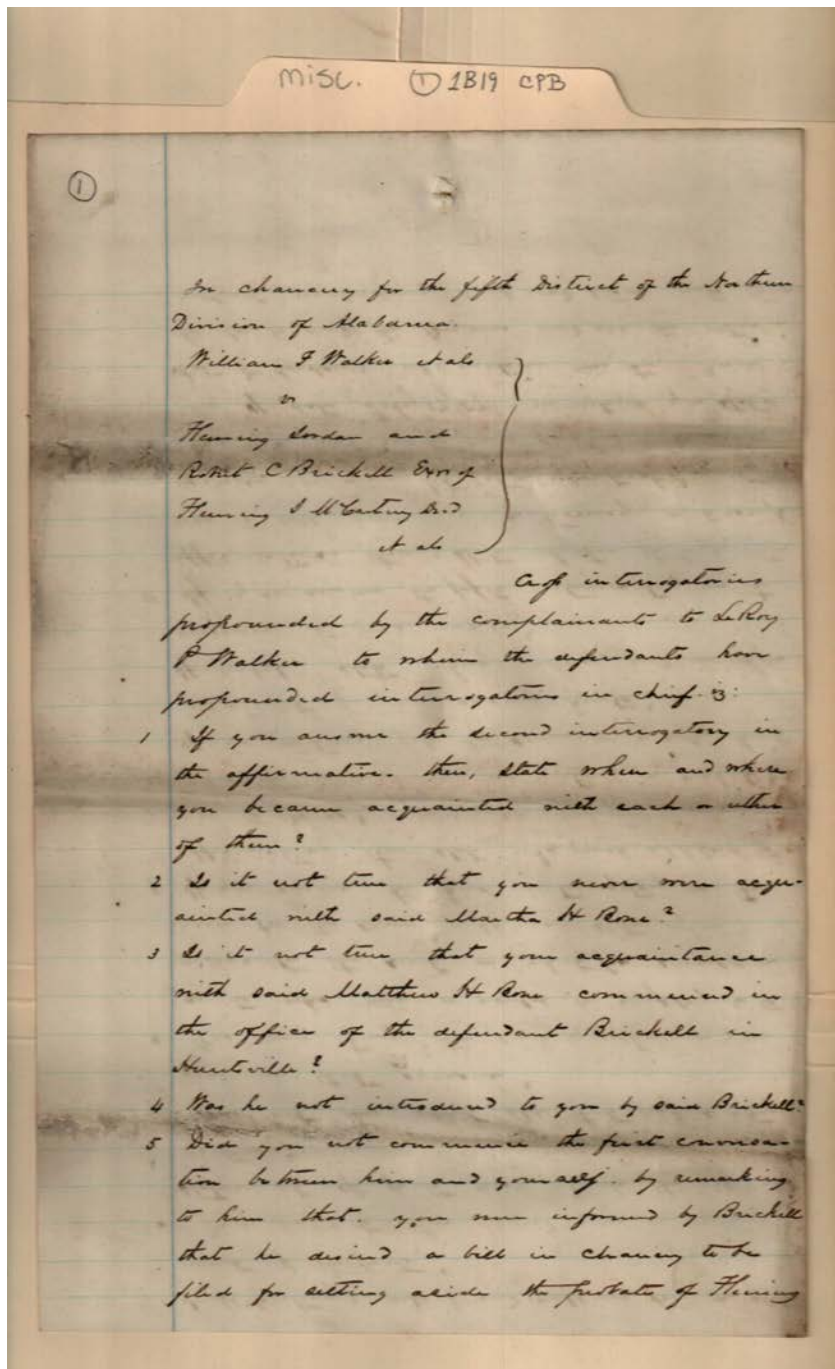 misc. ① 1B19 CPB
①
In chancery for the fifth District of the Northern
Division of Alabama.
William F Walker et als
vs
Fleming Jordan and
Robert C Brickell Exrs of
Fleming J McCartney Decd
et als
Cross interrogatories
propounded by the complainants to LeRoy
P Walker to whom the defendants have
propounded interrogatories in chief.
1 If you answer the second interrogatory in
the affirmative. then, state when and where
you became acquainted with each or either
of them?
2 Is it not true that you never were acqu-
ainted with said Martha H Rone?
3 Is it not true that your acquaintance
with said Matthew H Rone commenced in
the office of the defendant Brickell in
Huntsville?
4 Was he not introduced to you by said Brickell?
5 Did you not commence the first conversa-
tion between him and yourself. by remarking
to him that. you were informed by Brickell
that he desired a bill in chancery to be
filed for setting aside the probate of Fleming